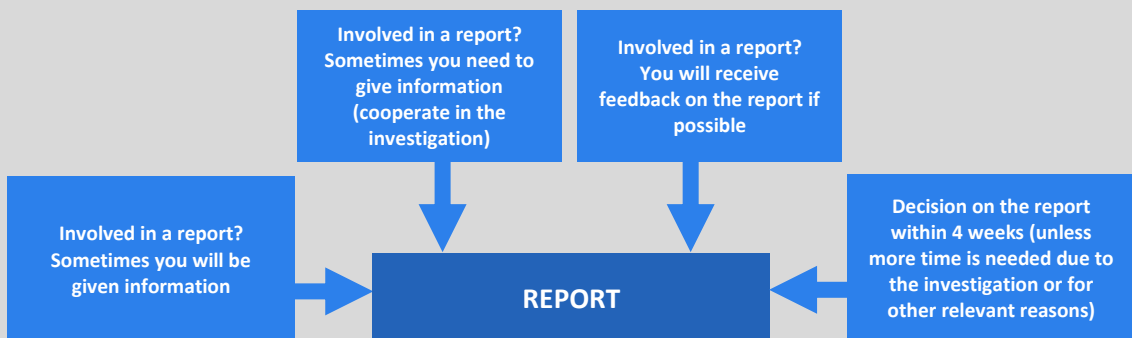 Involved in a report?
Sometimes you need to
give information
(cooperate in the
investigation)
Involved in a report?
You will receive
feedback on the report if
possible
Involved in a report?
Sometimes you will be
given information
Decision on the report
within 4 weeks (unless
more time is needed due to
the investigation or for
other relevant reasons)
REPORT